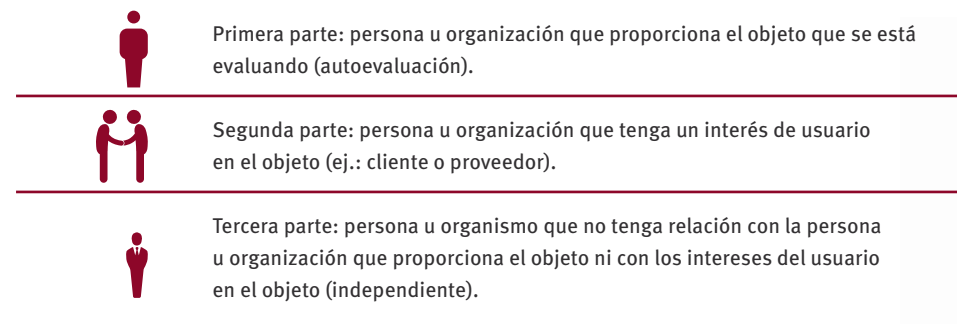 Primera parte: persona u organización que proporciona el objeto que se está
evaluando (autoevaluación).
Segunda parte: persona u organización que tenga un interés de usuario
en el objeto (ej.: cliente o proveedor).
Tercera parte: persona u organismo que no tenga relación con la persona
u organización que proporciona el objeto ni con los intereses del usuario
en el objeto (independiente).